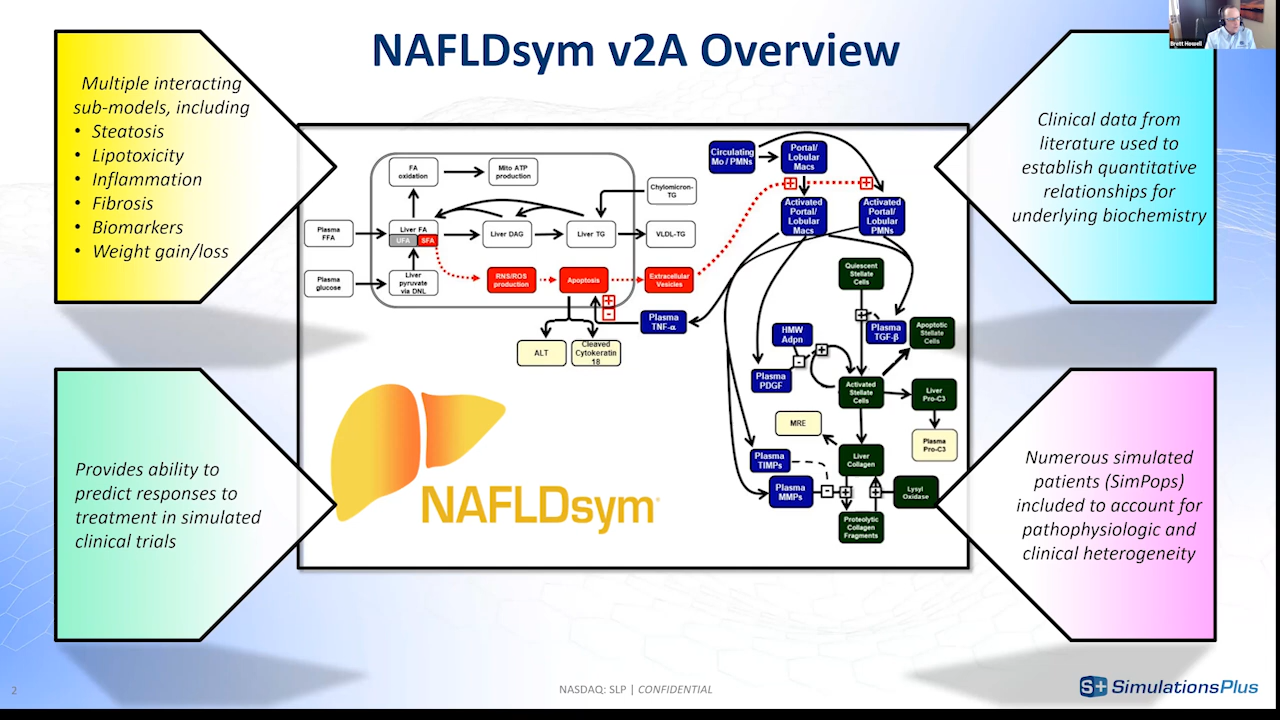 NAFLDsym v2A Overview
Brett Howell
Multiple interacting
sub-models, including
• Steatosis
• Lipotoxicity
• Inflammation
• Fibrosis
• Biomarkers
• Weight gain/loss
Clinical data from
literature used to
establish quantitative
relationships for
underlying biochemistry
Provides ability to
predict responses to
treatment in simulated
clinical trials
Numerous simulated
patients (SimPops)
included to account for
pathophysiologic and
clinical heterogeneity
FA
oxidation
Mito ATP
production
Chylomicron-
TG
Plasma
FFA
Liver FA
UFA
SFA
Liver DAG
Liver TG
VLDL-TG
Plasma
glucose
Liver
pyruvate
via DNL
RNS/ROS
production
Apoptosis
Extracellular
Vesicles
+
-
Plasma
TNF-α
ALT
Cleaved
Cytokeratin
18
Circulating
Mo / PMNs
Portal/
Lobular
Macs
+
+
Activated
Portal/
Lobular
Macs
Activated
Portal/
Lobular
PMNs
Quiescent
Stellate
Cells
+
Plasma
TGF-β
Apoptotic
Stellate
Cells
HMW
Adpn
-
+
Plasma
PDGF
Activated
Stellate
Cells
Liver
Pro-C3
MRE
Plasma
Pro-C3
Plasma
TIMPs
Liver
Collagen
Plasma
MMPs
-
+
+
Lysyl
Oxidase
Proteolytic
Collagen
Fragments
NAFLDsym®
2
NASDAQ: SLP | CONFIDENTIAL
S+ SimulationsPlus